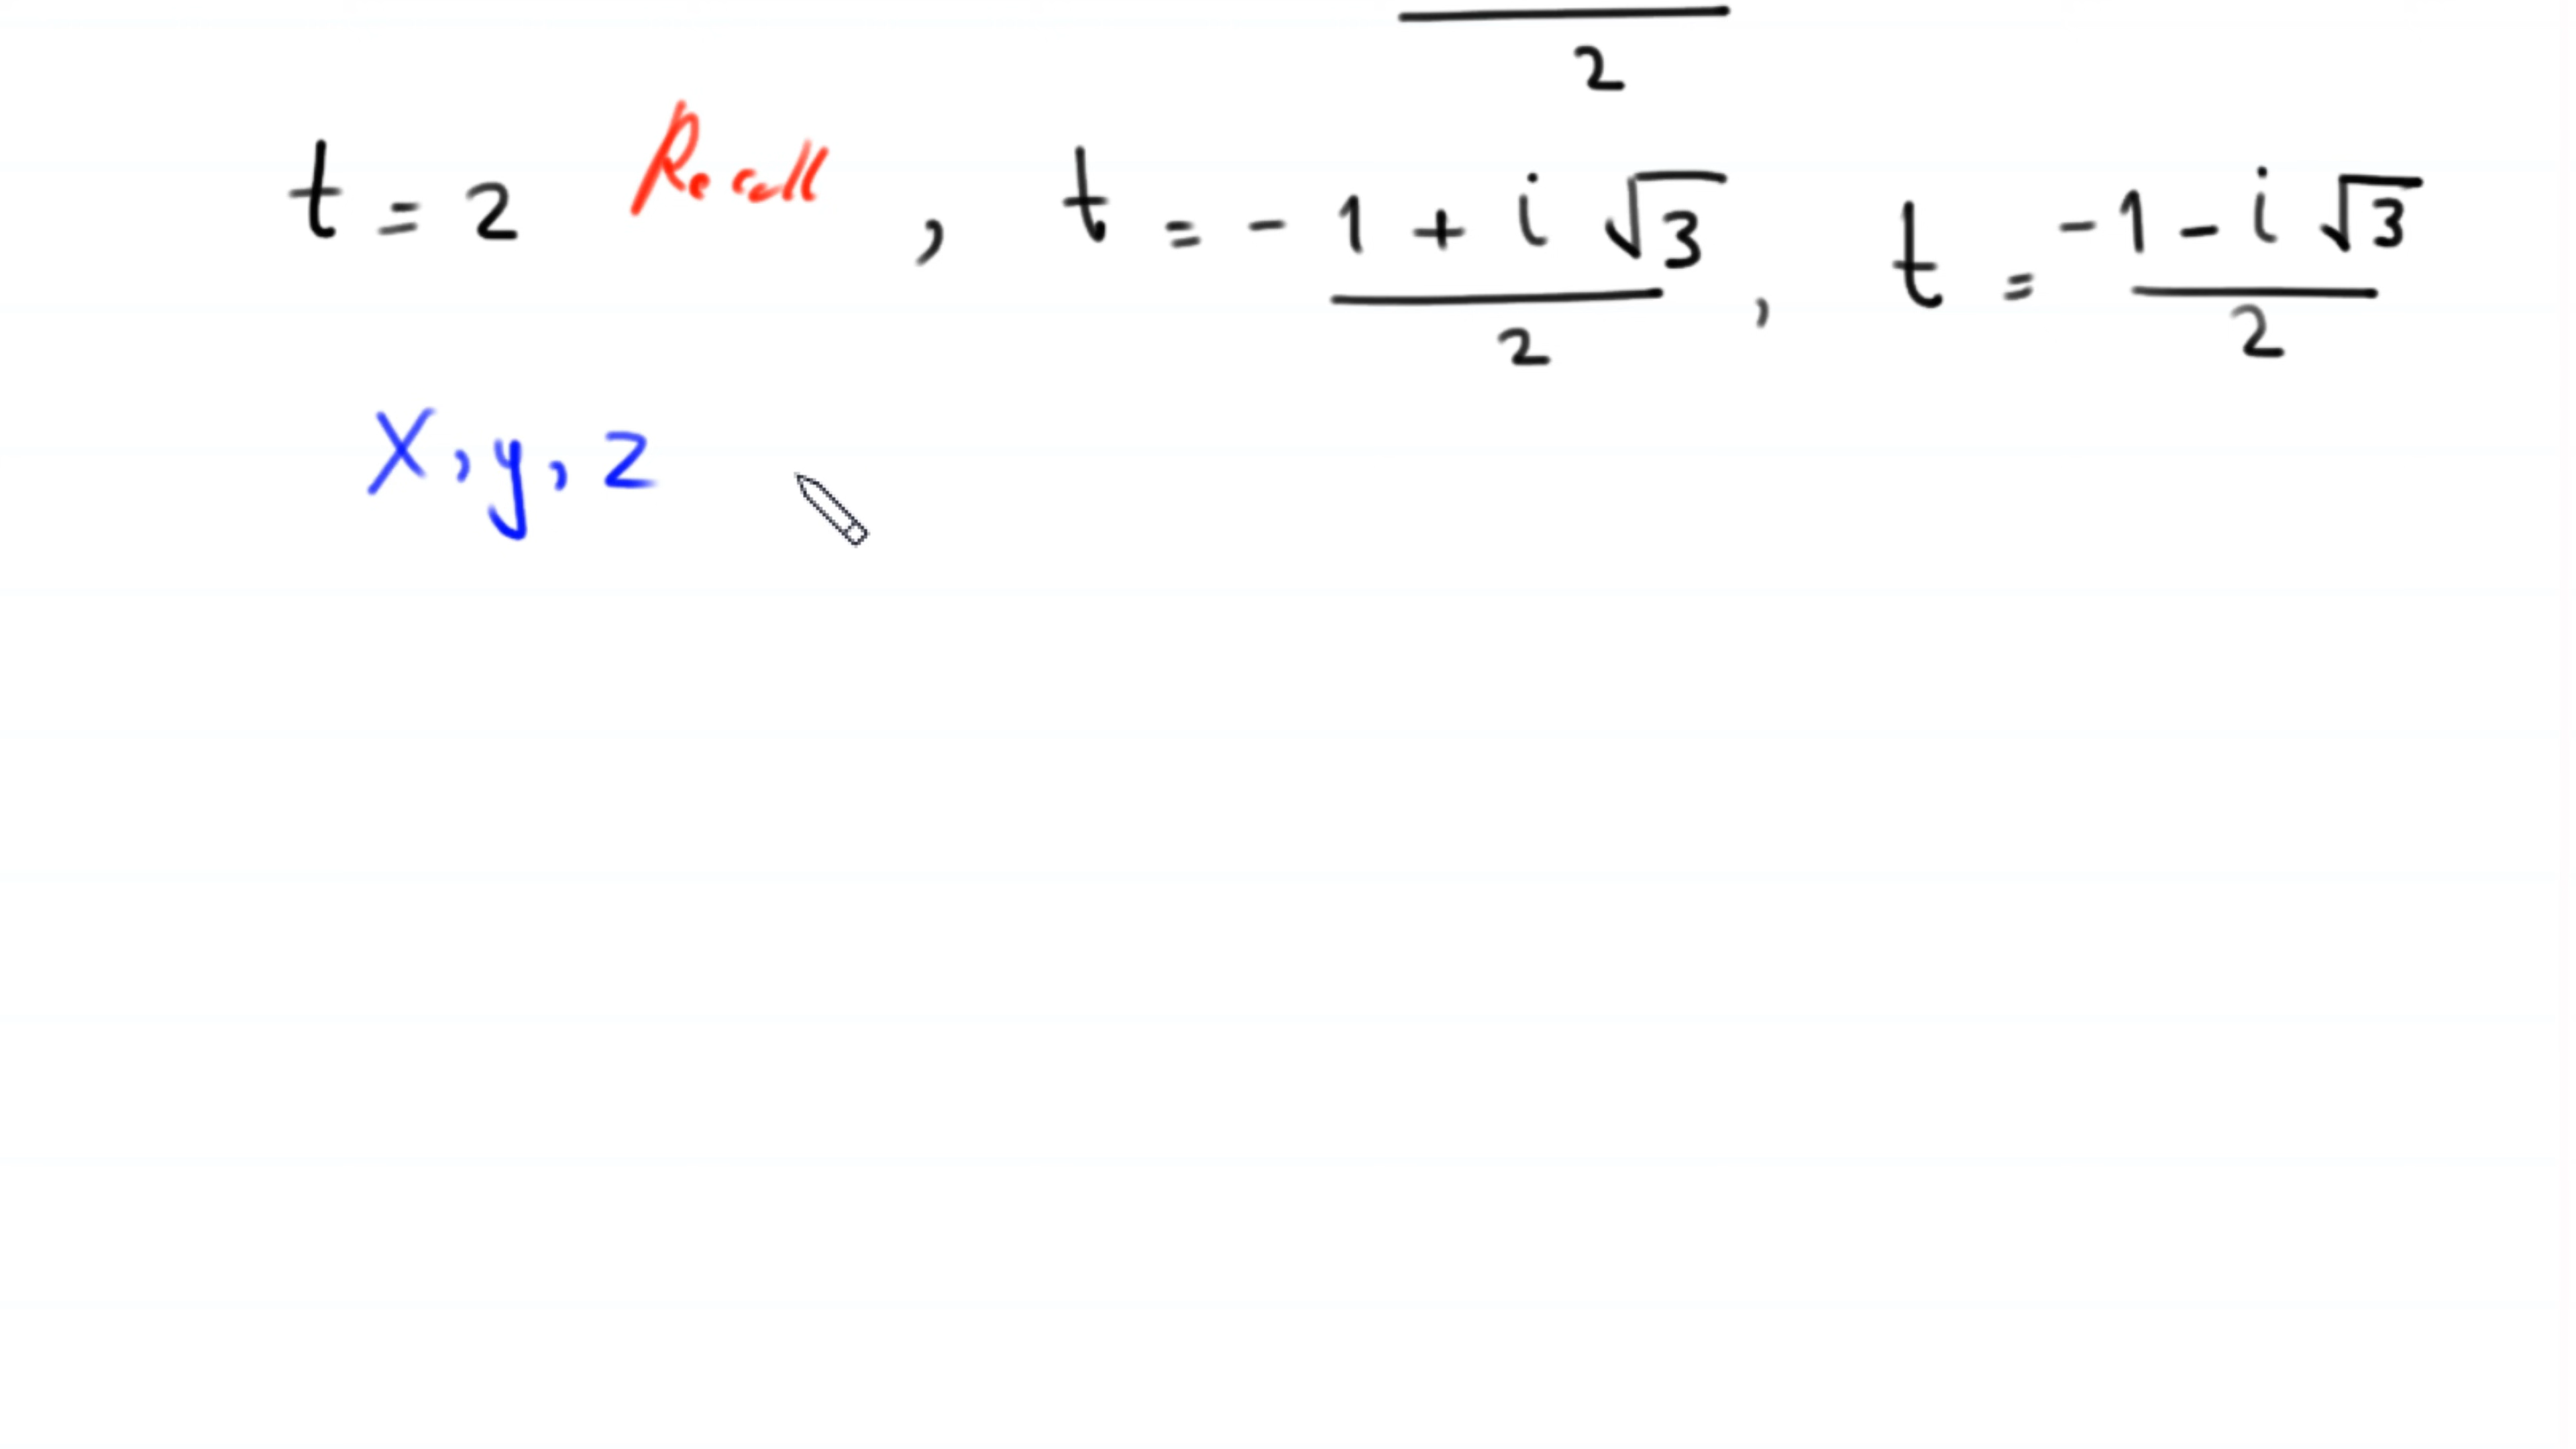 2
t = 2 Recall , t = - 1 + i √3 / 2 , t = -1 - i √3 / 2
x, y, z